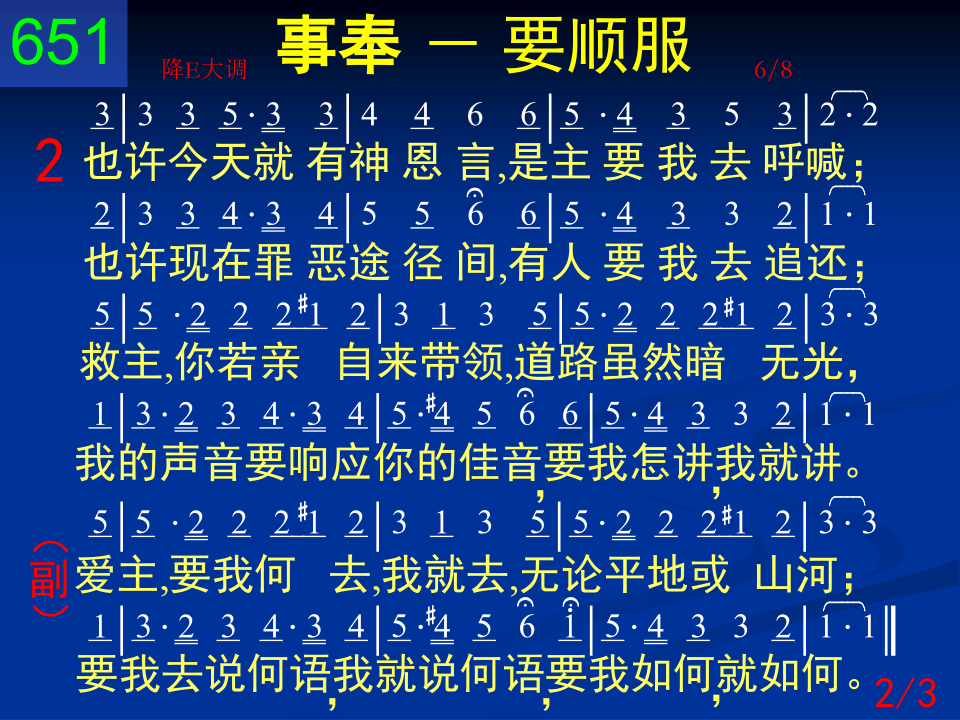 651 事奉 － 要顺服
降E大调 6/8
3|3 3 5·3 3|4 4 6 6|5·4 3 5 3|2·2
2 也许今天就有神恩言,是主要我去呼喊；
2|3 3 4·3 4|5 5 6 6|5·4 3 3 2|1·1
也许现在罪恶途径间,有人要我去追还；
5|5·2 2 2#1 2|3 1 3 5|5·2 2 2#1 2|3·3
救主,你若亲 自来带领,道路虽然暗 无光，
1|3·2 3 4·3 4|5·#4 5 6 6|5·4 3 3 2|1·1
我的声音要响应你的佳音，要我怎讲，我就讲。
5|5·2 2 2#1 2|3 1 3 5|5·2 2 2#1 2|3·3
（副） 爱主,要我何 去,我就去,无论平地或 山河；
1|3·2 3 4·3 4|5·#4 5 6 i|5·4 3 3 2|1·1‖
要我去说何语，我就说何语，要我如何，就如何。
2/3